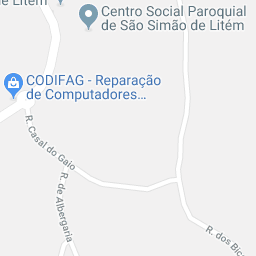 Litém
Centro Social Paroquial
de São Simão de Litém
CODIFAG - Reparação
de Computadores...
R. Casal do Gaio
R. de Albergaria
R. dos Bic